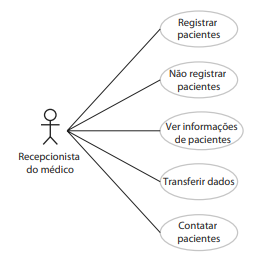 Registrar
pacientes
Não registrar
pacientes
Ver informações
de pacientes
Recepcionista
do médico
Transferir dados
Contatar
pacientes